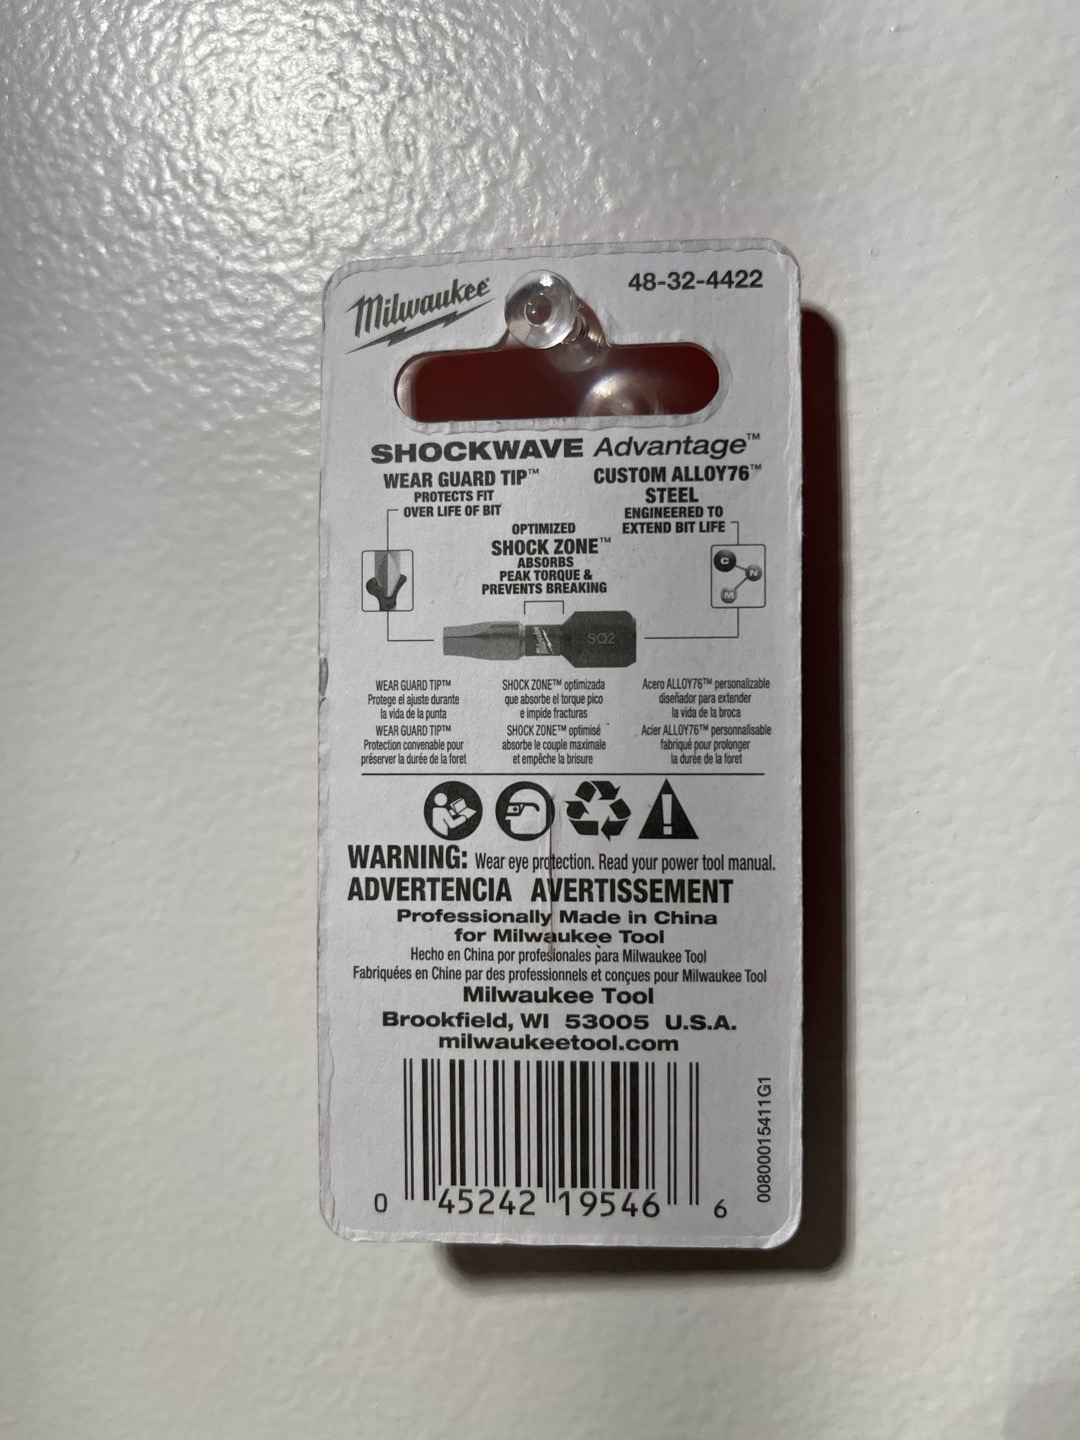 Milwaukee®
48-32-4422
SHOCKWAVE Advantage™
WEAR GUARD TIP™
PROTECTS FIT
OVER LIFE OF BIT
CUSTOM ALLOY76™
STEEL
ENGINEERED TO
EXTEND BIT LIFE
OPTIMIZED
SHOCK ZONE™
ABSORBS
PEAK TORQUE &
PREVENTS BREAKING
C
N
M
Milwaukee
SQ2
WEAR GUARD TIP™
Protege el ajuste durante
la vida de la punta
WEAR GUARD TIP™
Protection convenable pour
préserver la durée de la foret
SHOCK ZONE™ optimizada
que absorbe el torque pico
e impide fracturas
SHOCK ZONE™ optimisé
absorbe le couple maximale
et empêche la brisure
Acero ALLOY76™ personalizable
diseñador para extender
la vida de la broca
Acier ALLOY76™ personnalisable
fabriqué pour prolonger
la durée de la foret
WARNING: Wear eye protection. Read your power tool manual.
ADVERTENCIA AVERTISSEMENT
Professionally Made in China
for Milwaukee Tool
Hecho en China por profesionales para Milwaukee Tool
Fabriquées en Chine par des professionnels et conçues pour Milwaukee Tool
Milwaukee Tool
Brookfield, WI 53005 U.S.A.
milwaukeetool.com
0 45242 19546 6
00800015411G1